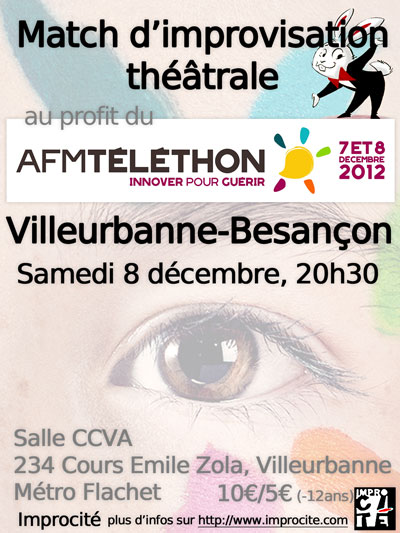 Match d'improvisation
théâtrale
au profit du
AFMTÉLÉTHON
INNOVER POUR GUÉRIR
7 ET 8
DECEMBRE
2012
Villeurbanne-Besançon
Samedi 8 décembre, 20h30
Salle CCVA
234 Cours Emile Zola, Villeurbanne
Métro Flachet 10€/5€ (-12ans)
Improcité plus d'infos sur http://www.improcite.com/
IMPRO